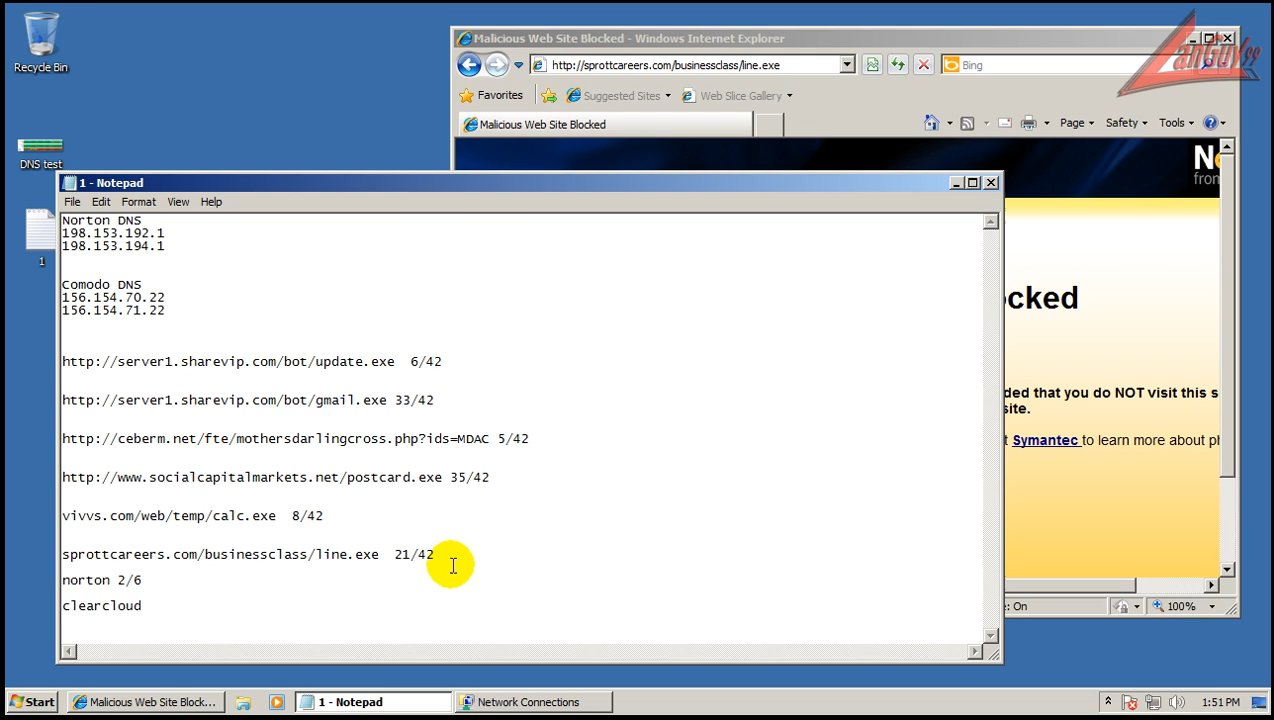 Recycle Bin
DNS test
1
Malicious Web Site Blocked - Windows Internet Explorer
http://sprottcareers.com/businessclass/line.exe
Bing
Favorites
Suggested Sites
Web Slice Gallery
Malicious Web Site Blocked
Page
Safety
Tools
from
1 - Notepad
File Edit Format View Help
Norton DNS
198.153.192.1
198.153.194.1
Comodo DNS
156.154.70.22
156.154.71.22
http://server1.sharevip.com/bot/update.exe 6/42
http://server1.sharevip.com/bot/gmail.exe 33/42
http://ceberm.net/fte/mothersdarlingcross.php?ids=MDAC 5/42
http://www.socialcapitalmarkets.net/postcard.exe 35/42
vivvs.com/web/temp/calc.exe 8/42
sprottcareers.com/businessclass/line.exe 21/42
norton 2/6
clearcloud
ocked
ded that you do NOT visit this s
site.
t Symantec to learn more about ph
: On
100%
Start
Malicious Web Site Block...
1 - Notepad
Network Connections
1:51 PM